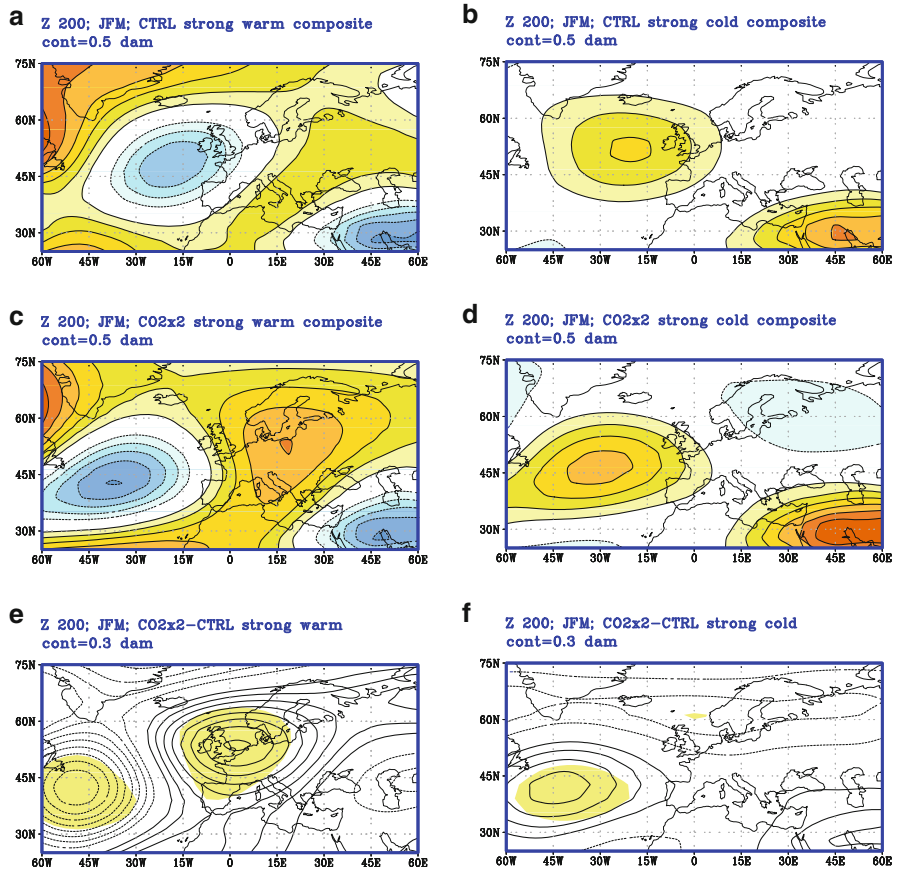 a
Z 200; JFM; CTRL strong warm composite
cont=0.5 dam
75N
60N
45N
30N
60W 45W 30W 15W 0 15E 30E 45E 60E
b
Z 200; JFM; CTRL strong cold composite
cont=0.5 dam
75N
60N
45N
30N
60W 45W 30W 15W 0 15E 30E 45E 60E
c
Z 200; JFM; CO2x2 strong warm composite
cont=0.5 dam
75N
60N
45N
30N
60W 45W 30W 15W 0 15E 30E 45E 60E
d
Z 200; JFM; CO2x2 strong cold composite
cont=0.5 dam
75N
60N
45N
30N
60W 45W 30W 15W 0 15E 30E 45E 60E
e
Z 200; JFM; CO2x2-CTRL strong warm
cont=0.3 dam
75N
60N
45N
30N
60W 45W 30W 15W 0 15E 30E 45E 60E
f
Z 200; JFM; CO2x2-CTRL strong cold
cont=0.3 dam
75N
60N
45N
30N
60W 45W 30W 15W 0 15E 30E 45E 60E